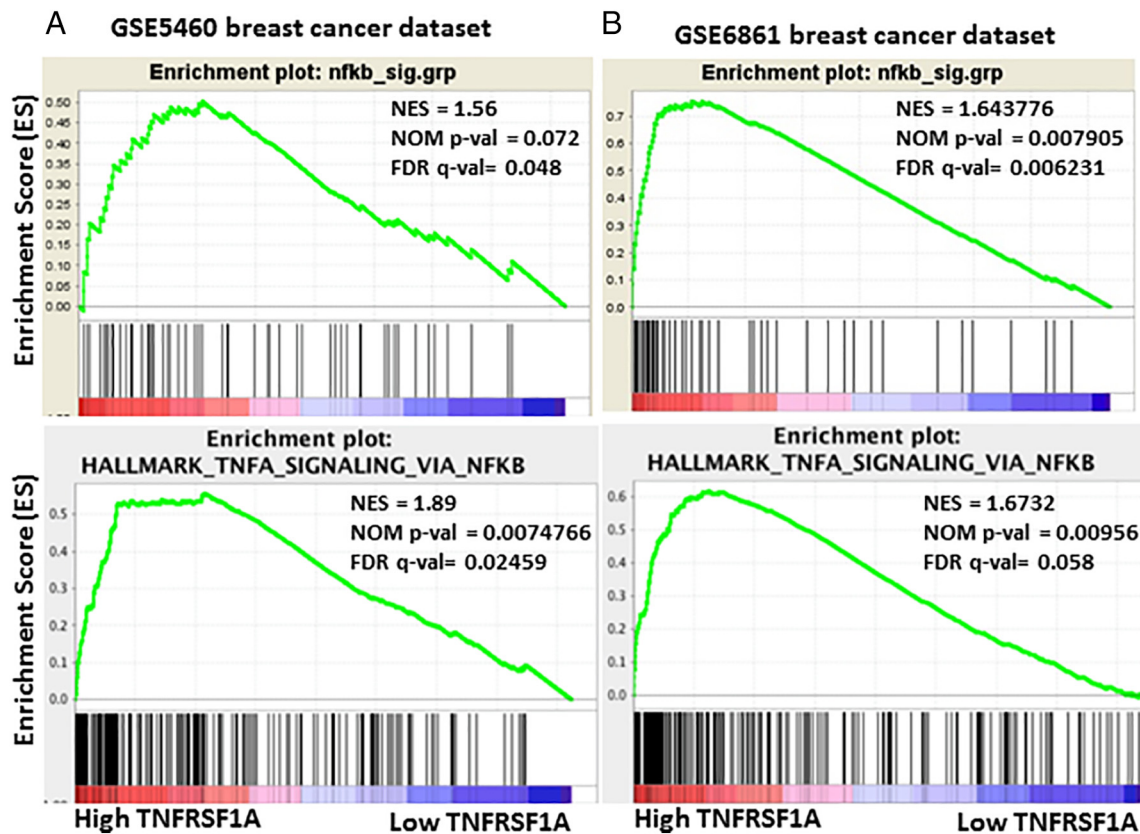 A
GSE5460 breast cancer dataset
Enrichment plot: nfkb_sig.grp
Enrichment Score (ES)
0.50
0.45
0.40
0.35
0.30
0.25
0.20
0.15
0.10
0.05
0.00
NES = 1.56
NOM p-val = 0.072
FDR q-val= 0.048
B
GSE6861 breast cancer dataset
Enrichment plot: nfkb_sig.grp
0.7
0.6
0.5
0.4
0.3
0.2
0.1
0.0
NES = 1.643776
NOM p-val = 0.007905
FDR q-val = 0.006231
Enrichment plot:
HALLMARK_TNFA_SIGNALING_VIA_NFKB
Enrichment Score (ES)
0.5
0.4
0.3
0.2
0.1
0.0
NES = 1.89
NOM p-val = 0.0074766
FDR q-val= 0.02459
High TNFRSF1A
Low TNFRSF1A
Enrichment plot:
HALLMARK_TNFA_SIGNALING_VIA_NFKB
0.6
0.5
0.4
0.3
0.2
0.1
0.0
NES = 1.6732
NOM p-val = 0.00956
FDR q-val= 0.058
High TNFRSF1A
Low TNFRSF1A